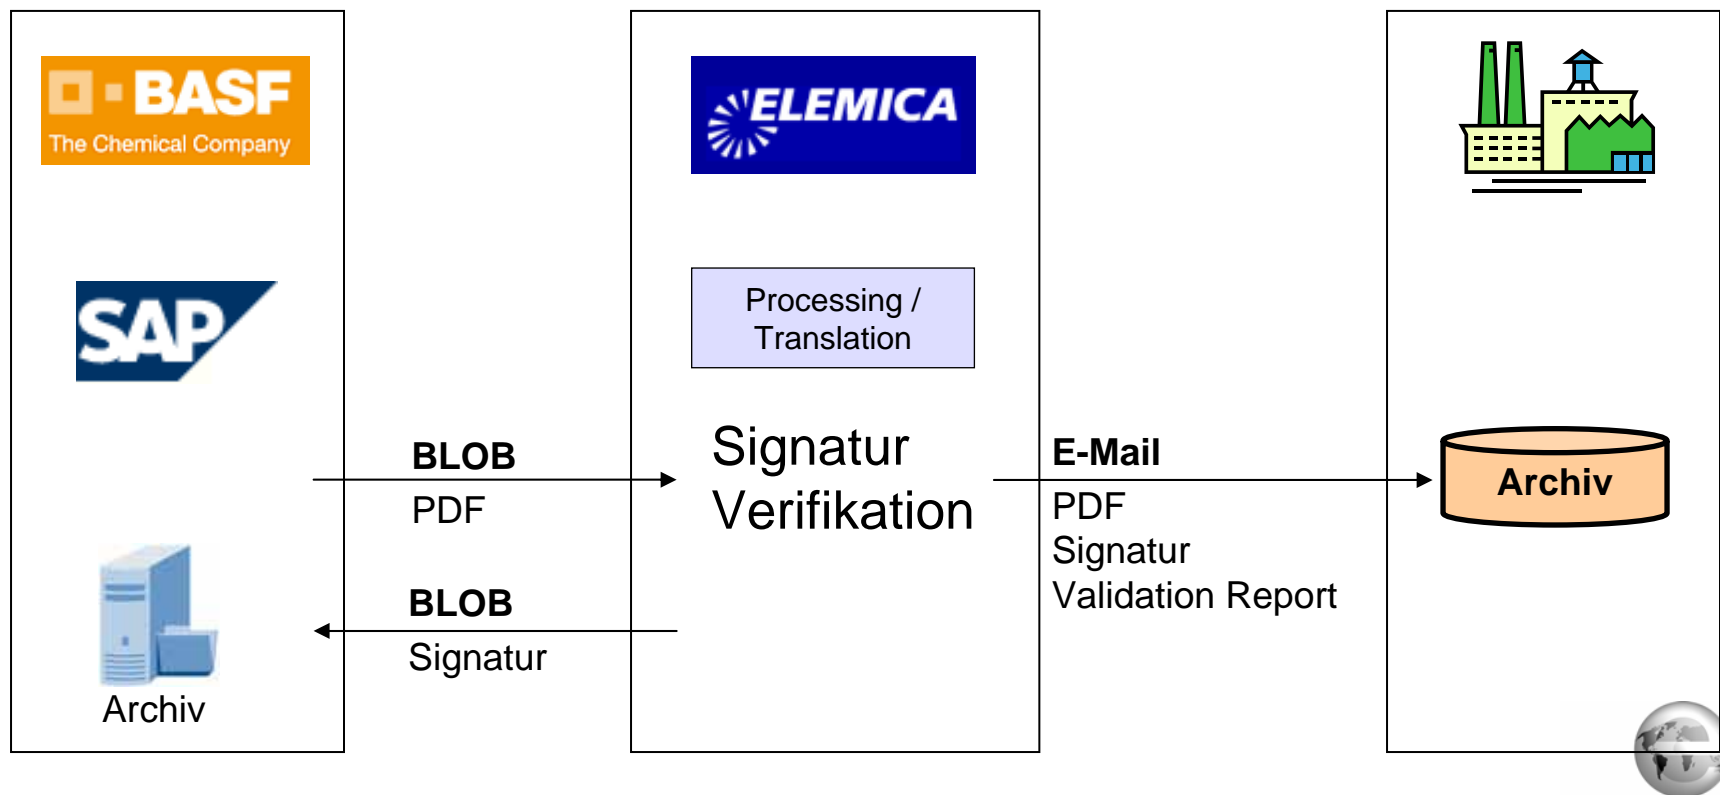 BASF
The Chemical Company
SAP
Archiv
BLOB
PDF
BLOB
Signatur
ELEMICA
Processing /
Translation
Signatur
Verifikation
E-Mail
PDF
Signatur
Validation Report
Archiv